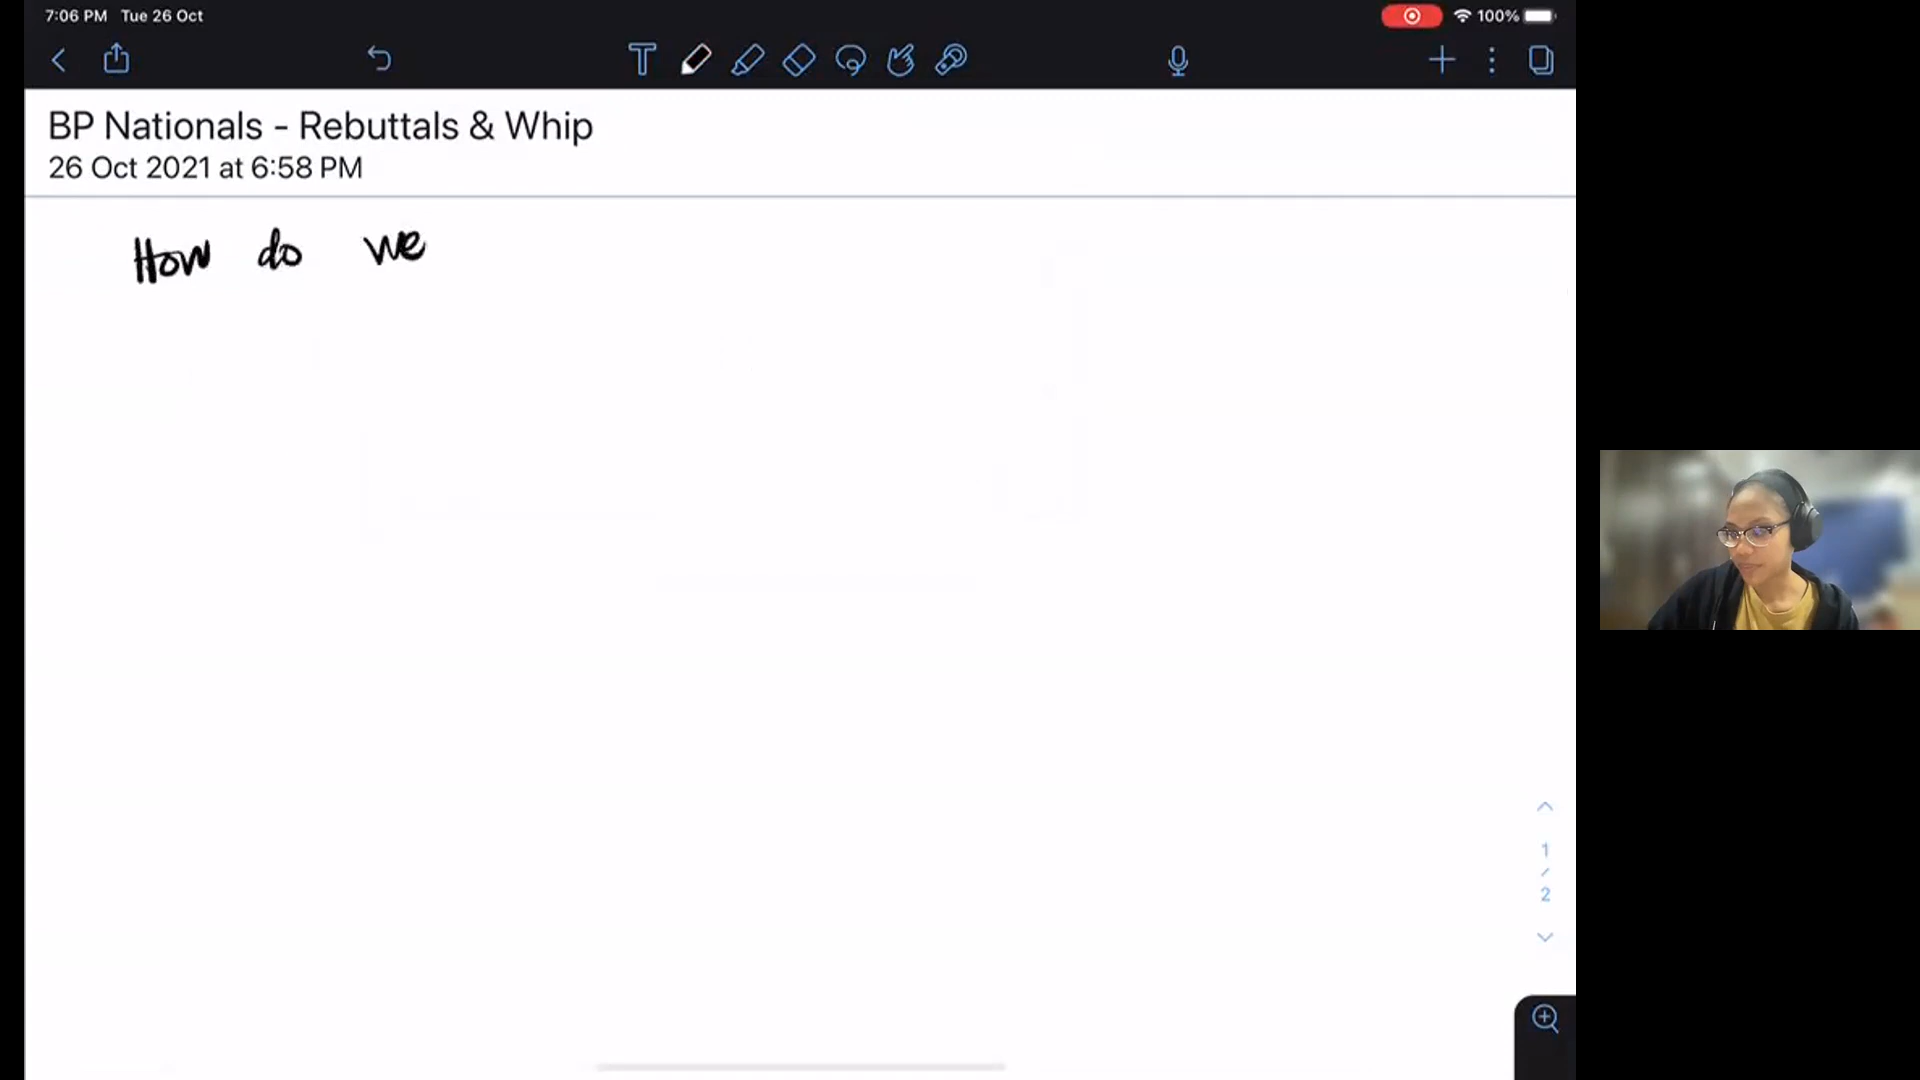 7:06 PM Tue 26 Oct
100%
BP Nationals - Rebuttals & Whip
26 Oct 2021 at 6:58 PM
How do we
1
/
2